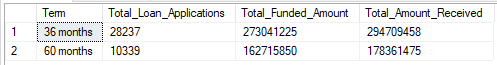 Term Total_Loan_Applications Total_Funded_Amount Total_Amount_Received
1 36 months 28237 273041225 294709458
2 60 months 10339 162715850 178361475